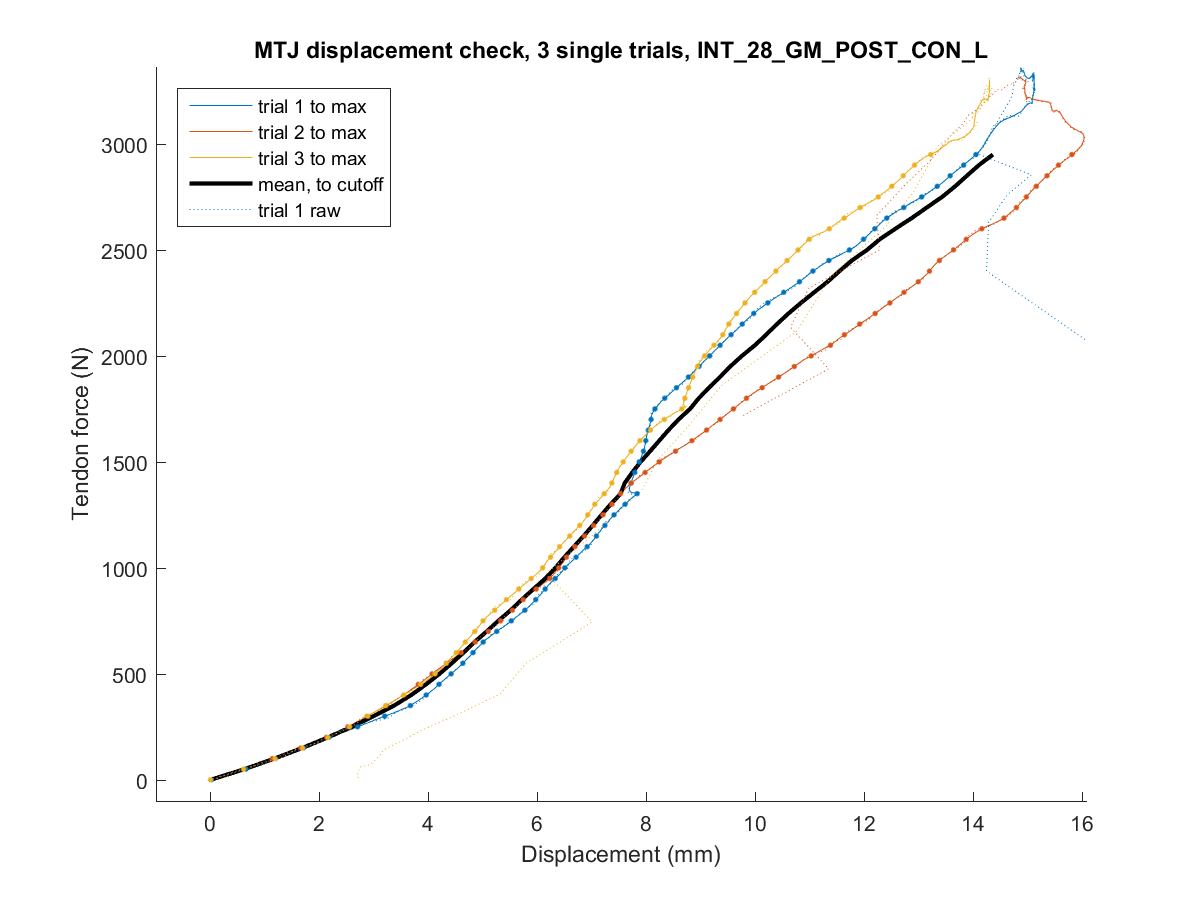 MTJ displacement check, 3 single trials, INT_28_GM_POST_CON_L
trial 1 to max
trial 2 to max
trial 3 to max
mean, to cutoff
trial 1 raw
3000
2500
2000
1500
1000
500
0
Tendon force (N)
0 2 4 6 8 10 12 14 16
Displacement (mm)